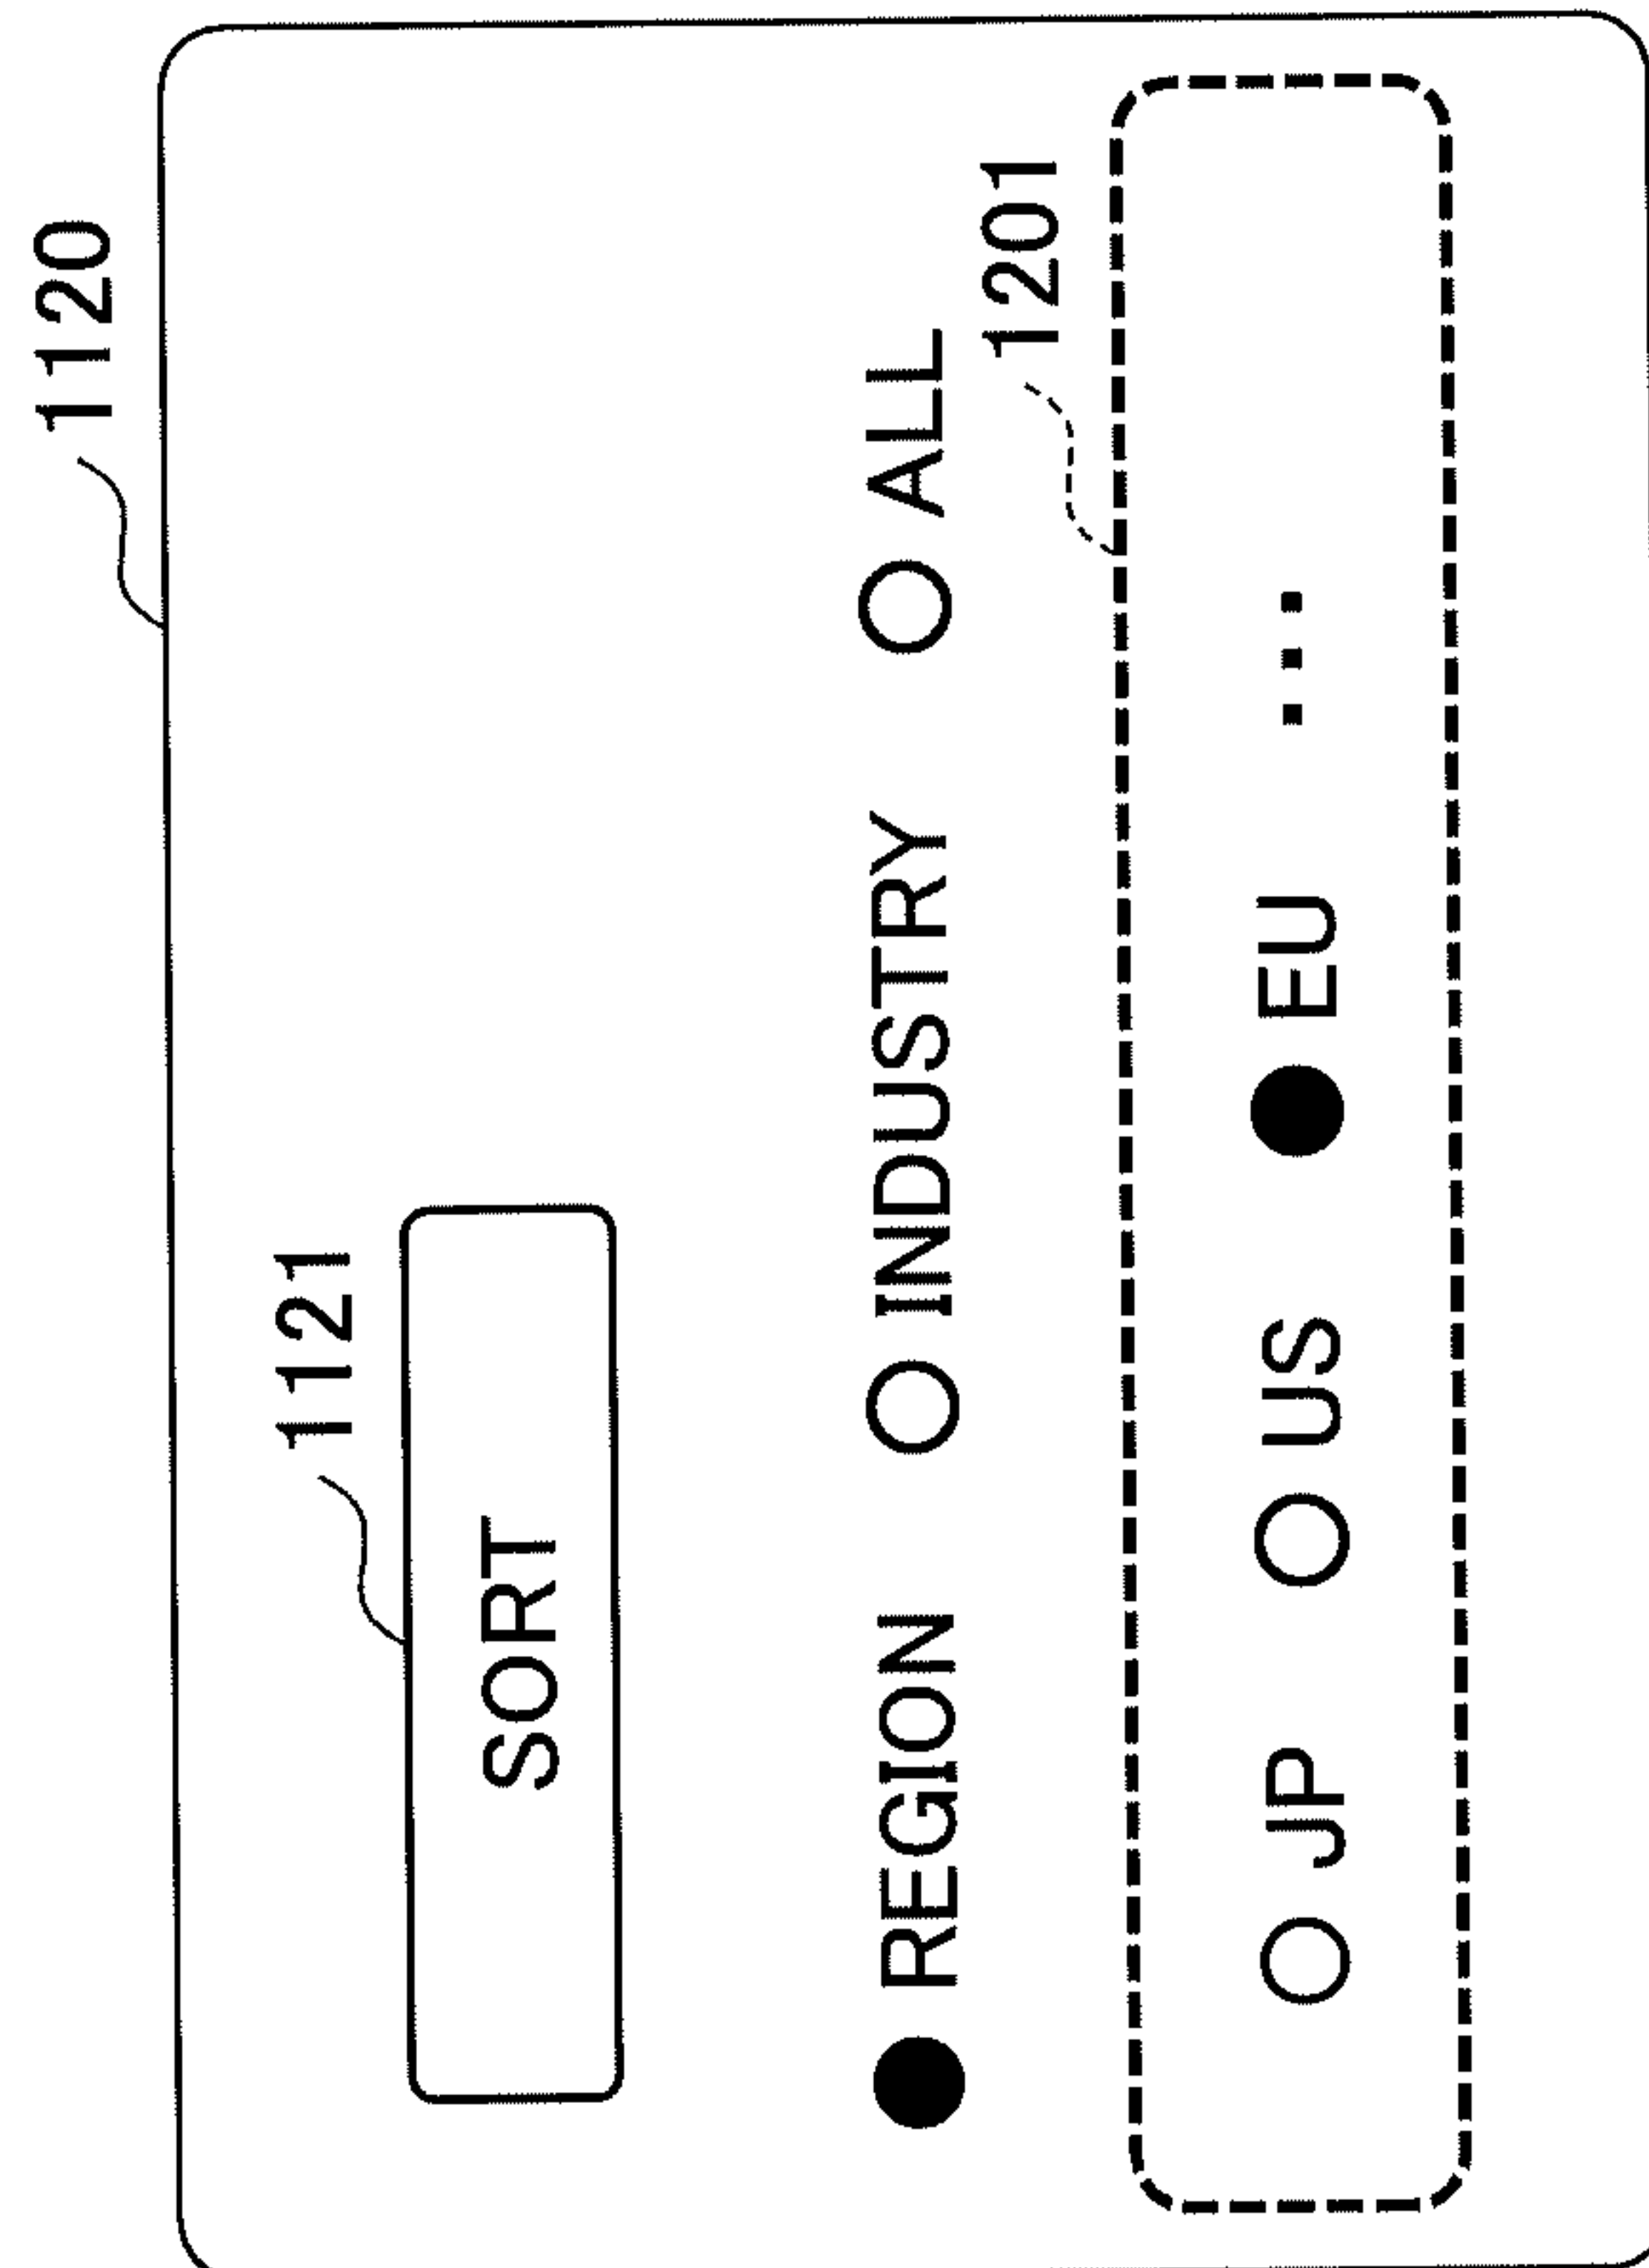 1120
1121
SORT
REGION INDUSTRY ALL
1201
JP US EU ...